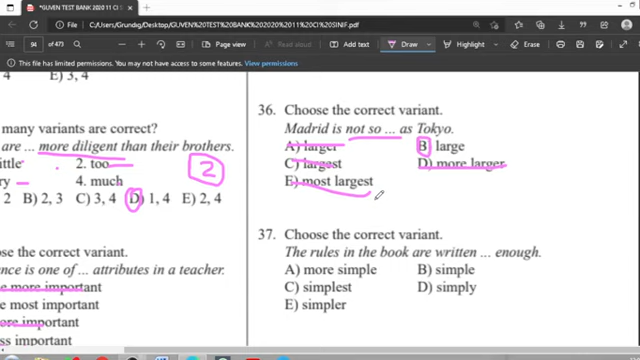 *GUVEN TEST BANK 2020 11 CI SINIF.
File | C:/Users/Grundig/Desktop/GUVEN%20TEST%20BANK%202020%2011%20CI%20SINIF.pdf
94 of 473
Page view
Read aloud
Add text
Draw
Highlight
Erase
This document has limited permissions. You may not have access to some features. View permissions
4 E) 3, 4
many variants are correct?
are ... more diligent than their brothers.
2. too
4. much
2
2 B) 2, 3 C) 3, 4 D) 1, 4 E) 2, 4
se the correct variant.
ence is one of ... attributes in a teacher.
more important
e most important
ore important
ss important
36. Choose the correct variant.
Madrid is not so ... as Tokyo.
A) larger B) large
C) largest D) more larger
E) most largest
37. Choose the correct variant.
The rules in the book are written ... enough.
A) more simple B) simple
C) simplest D) simply
E) simpler